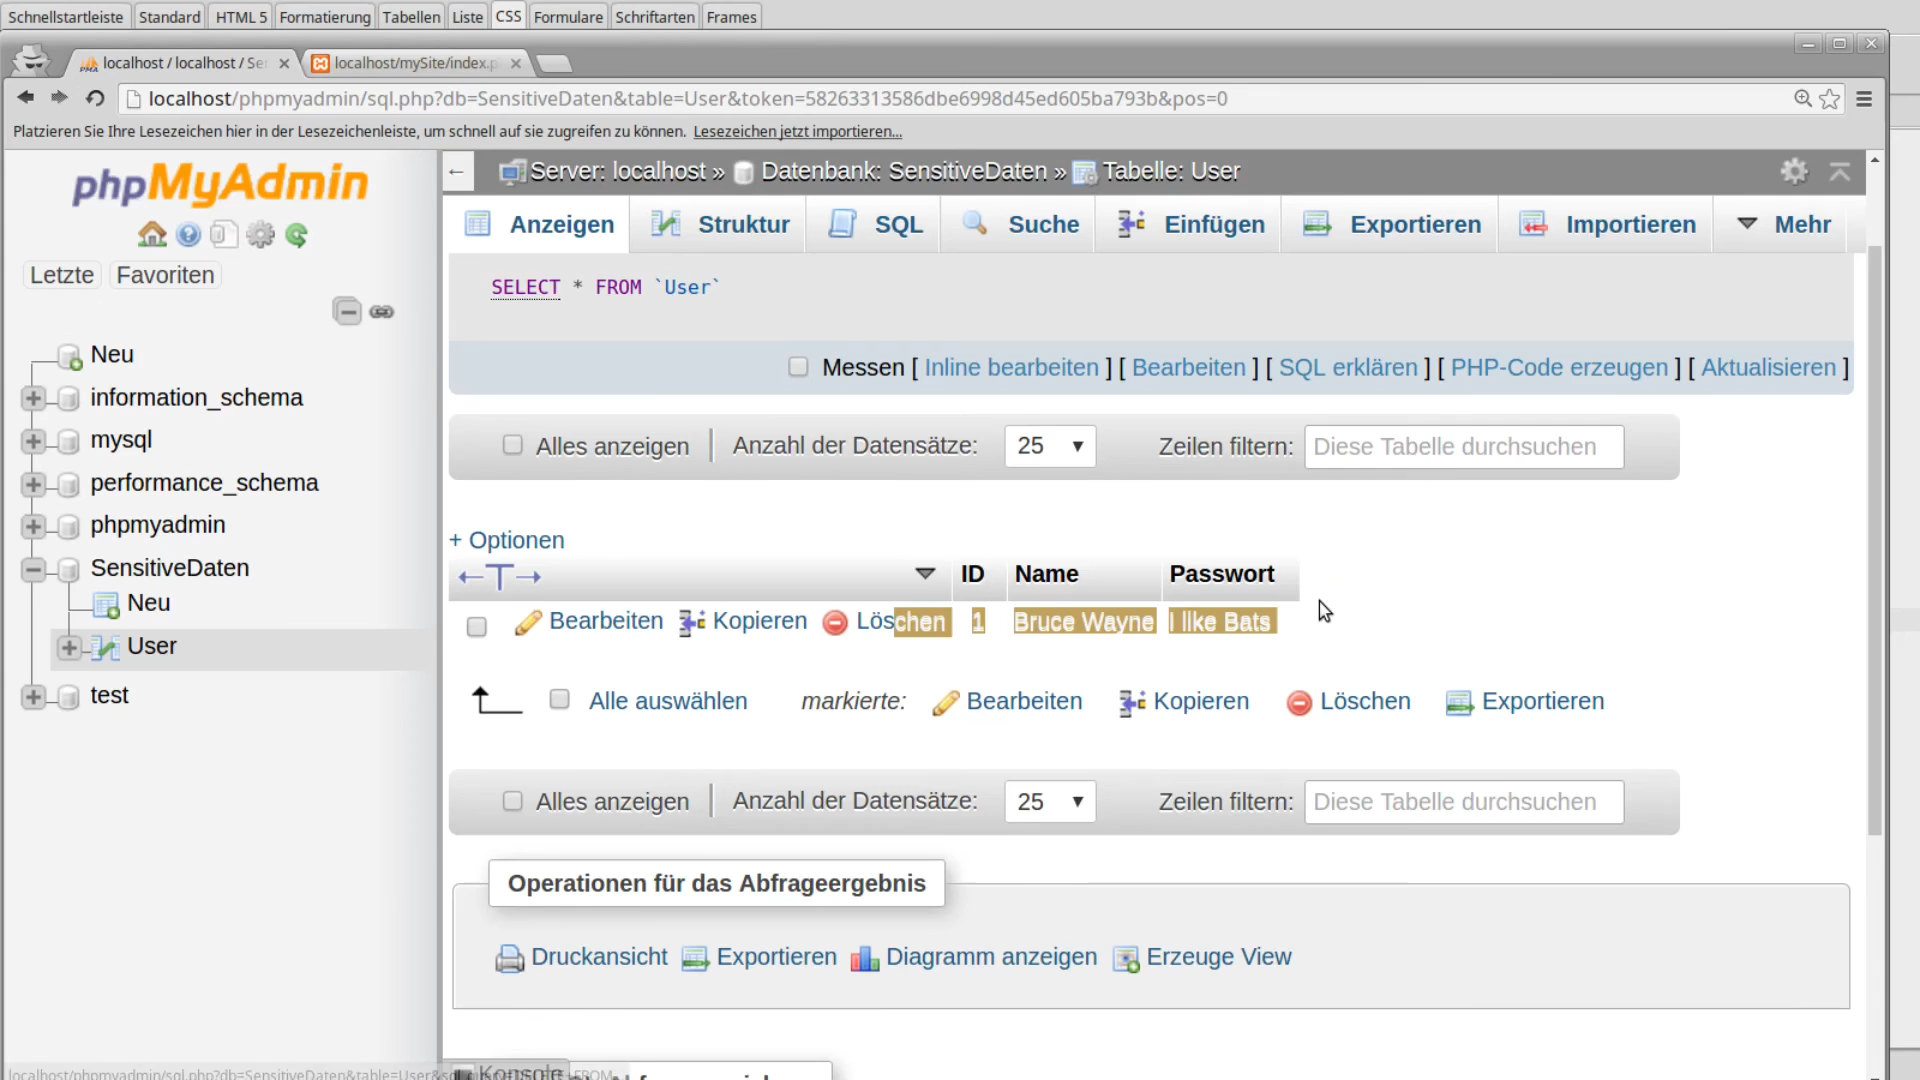 Schnellstartleiste Standard HTML 5 Formatierung Tabellen Liste CSS Formulare Schriftarten Frames
localhost / localhost / Se localhost/mySite/index.p
localhost/phpmyadmin/sql.php?db=SensitiveDaten&table=User&token=58263313586dbe6998d45ed605ba793b&pos=0
Platzieren Sie Ihre Lesezeichen hier in der Lesezeichenleiste, um schnell auf sie zugreifen zu können. Lesezeichen jetzt importieren...
phpMyAdmin
Letzte Favoriten
Neu
information_schema
mysql
performance_schema
phpmyadmin
SensitiveDaten
Neu
User
test
Server: localhost » Datenbank: SensitiveDaten » Tabelle: User
Anzeigen Struktur SQL Suche Einfügen Exportieren Importieren Mehr
SELECT * FROM `User`
Messen [ Inline bearbeiten ] [ Bearbeiten ] [ SQL erklären ] [ PHP-Code erzeugen ] [ Aktualisieren ]
Alles anzeigen Anzahl der Datensätze: 25 Zeilen filtern: Diese Tabelle durchsuchen
+ Optionen
←T→ ID Name Passwort
Bearbeiten Kopieren Löschen 1 Bruce Wayne I lIke Bats
Alle auswählen markierte: Bearbeiten Kopieren Löschen Exportieren
Alles anzeigen Anzahl der Datensätze: 25 Zeilen filtern: Diese Tabelle durchsuchen
Operationen für das Abfrageergebnis
Druckansicht Exportieren Diagramm anzeigen Erzeuge View
Konsole